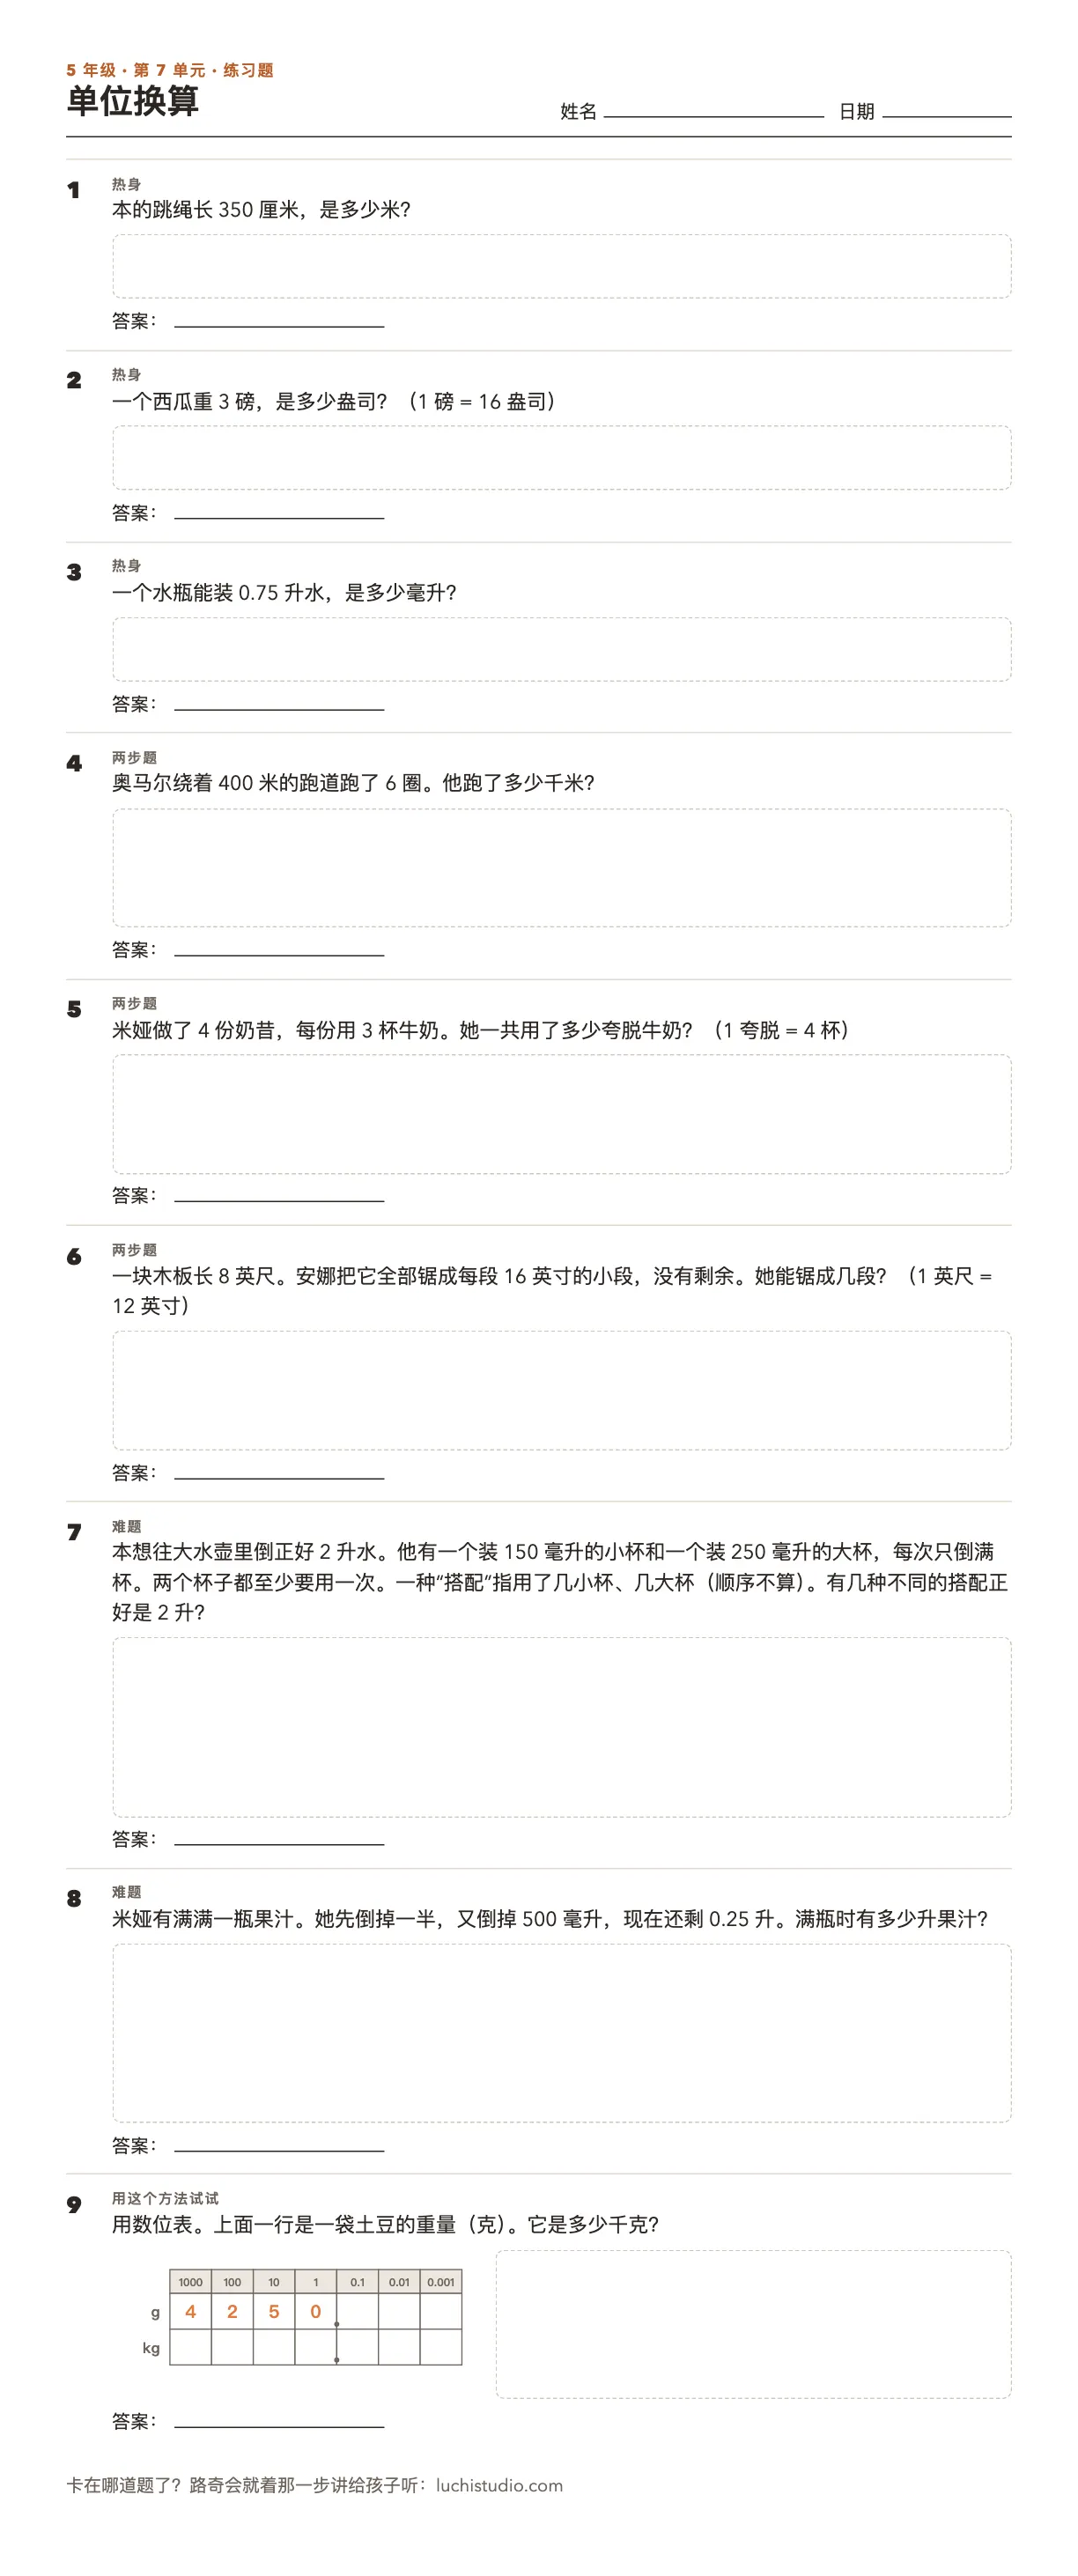 5 年级 · 第 7 单元 · 练习题
单位换算
姓名 日期
1
热身
本的跳绳长 350 厘米，是多少米？
答案：
2
热身
一个西瓜重 3 磅，是多少盎司？（1 磅 = 16 盎司）
答案：
3
热身
一个水瓶能装 0.75 升水，是多少毫升？
答案：
4
两步题
奥马尔绕着 400 米的跑道跑了 6 圈。他跑了多少千米？
答案：
5
两步题
米娅做了 4 份奶昔，每份用 3 杯牛奶。她一共用了多少夸脱牛奶？（1 夸脱 = 4 杯）
答案：
6
两步题
一块木板长 8 英尺。安娜把它全部锯成每段 16 英寸的小段，没有剩余。她能锯成几段？（1 英尺 =
12 英寸）
答案：
7
难题
本想往大水壶里倒正好 2 升水。他有一个装 150 毫升的小杯和一个装 250 毫升的大杯，每次只倒满
杯。两个杯子都至少要用一次。一种“搭配”指用了几小杯、几大杯（顺序不算）。有几种不同的搭配正
好是 2 升？
答案：
8
难题
米娅有满满一瓶果汁。她先倒掉一半，又倒掉 500 毫升，现在还剩 0.25 升。满瓶时有多少升果汁？
答案：
9
用这个方法试试
用数位表。上面一行是一袋土豆的重量（克）。它是多少千克？
1000 100 10 1 0.1 0.01 0.001
g 4 2 5 0 .
kg .
答案：
卡在哪道题了？路奇会就着那一步讲给孩子听：luchistudio.com